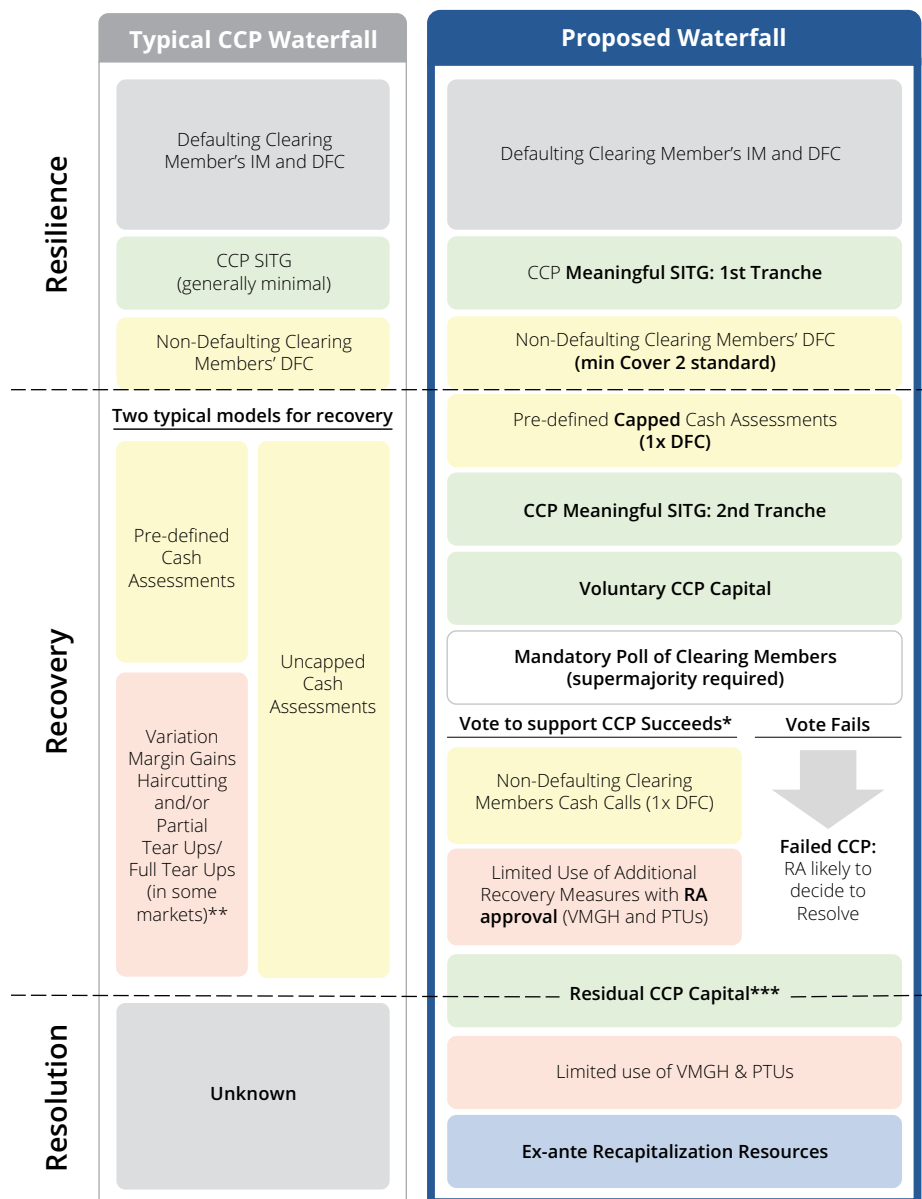 Typical CCP Waterfall
Proposed Waterfall
Resilience
Defaulting Clearing
Member's IM and DFC
CCP SITG
(generally minimal)
Non-Defaulting Clearing
Members' DFC
Defaulting Clearing Member's IM and DFC
CCP Meaningful SITG: 1st Tranche
Non-Defaulting Clearing Members' DFC
(min Cover 2 standard)
Recovery
Two typical models for recovery
Pre-defined
Cash
Assessments
Variation
Margin Gains
Haircutting
and/or
Partial
Tear Ups/
Full Tear Ups
(in some
markets)**
Uncapped
Cash
Assessments
Pre-defined Capped Cash Assessments
(1x DFC)
CCP Meaningful SITG: 2nd Tranche
Voluntary CCP Capital
Mandatory Poll of Clearing Members
(supermajority required)
Vote to support CCP Succeeds*
Vote Fails
Non-Defaulting Clearing
Members Cash Calls (1x DFC)
Limited Use of Additional
Recovery Measures with RA
approval (VMGH and PTUs)
Failed CCP:
RA likely to
decide to
Resolve
Residual CCP Capital***
Resolution
Unknown
Limited use of VMGH & PTUs
Ex-ante Recapitalization Resources